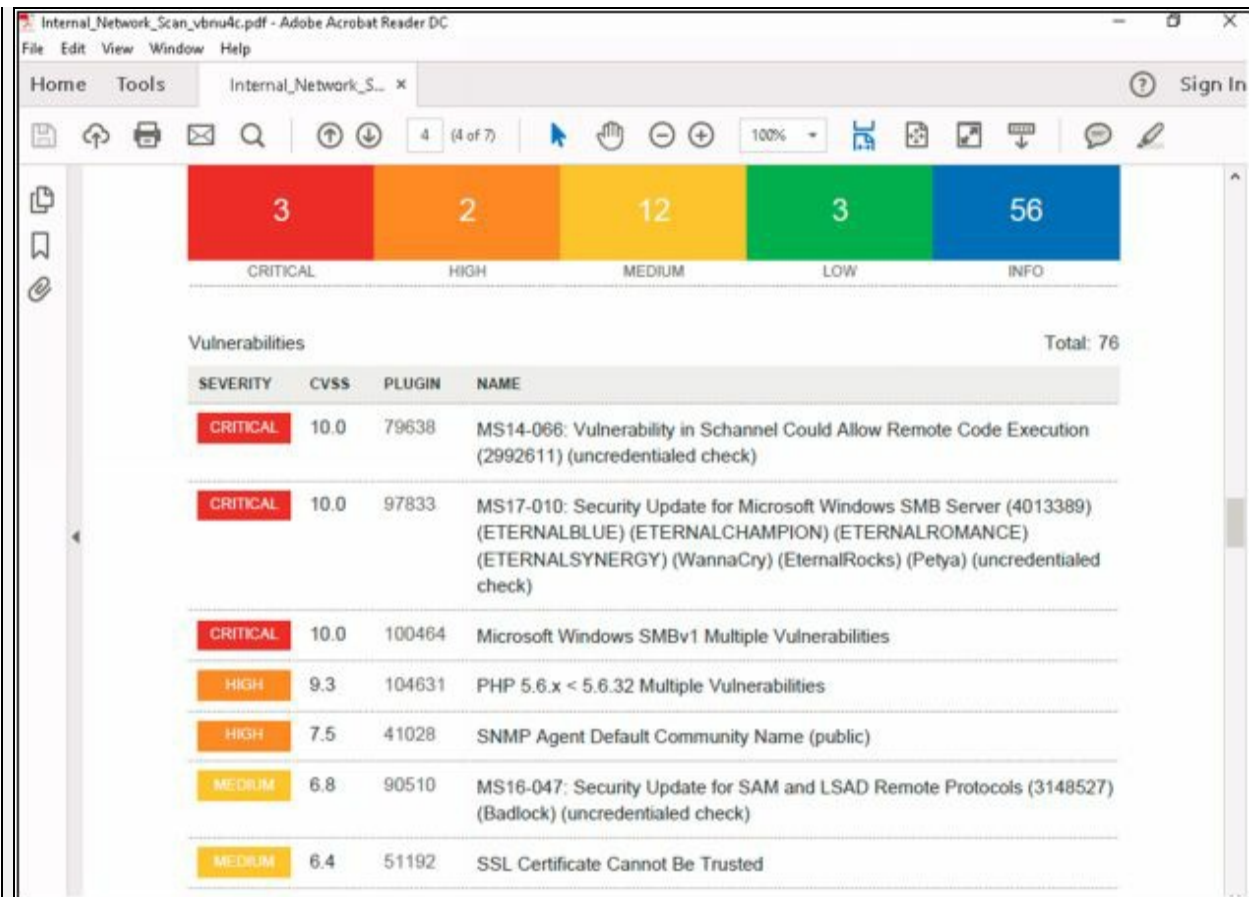 Internal_Network_Scan_vbnu4c.pdf - Adobe Acrobat Reader DC
File Edit View Window Help
Home Tools Internal_Network_S... × Sign In
4 (4 of 7) 100%
3 2 12 3 56
CRITICAL HIGH MEDIUM LOW INFO
Vulnerabilities Total: 76
SEVERITY CVSS PLUGIN NAME
CRITICAL 10.0 79638 MS14-066: Vulnerability in Schannel Could Allow Remote Code Execution
(2992611) (uncredentialed check)
CRITICAL 10.0 97833 MS17-010: Security Update for Microsoft Windows SMB Server (4013389)
(ETERNALBLUE) (ETERNALCHAMPION) (ETERNALROMANCE)
(ETERNALSYNERGY) (WannaCry) (EternalRocks) (Petya) (uncredentialed
check)
CRITICAL 10.0 100464 Microsoft Windows SMBv1 Multiple Vulnerabilities
HIGH 9.3 104631 PHP 5.6.x < 5.6.32 Multiple Vulnerabilities
HIGH 7.5 41028 SNMP Agent Default Community Name (public)
MEDIUM 6.8 90510 MS16-047: Security Update for SAM and LSAD Remote Protocols (3148527)
(Badlock) (uncredentialed check)
MEDIUM 6.4 51192 SSL Certificate Cannot Be Trusted